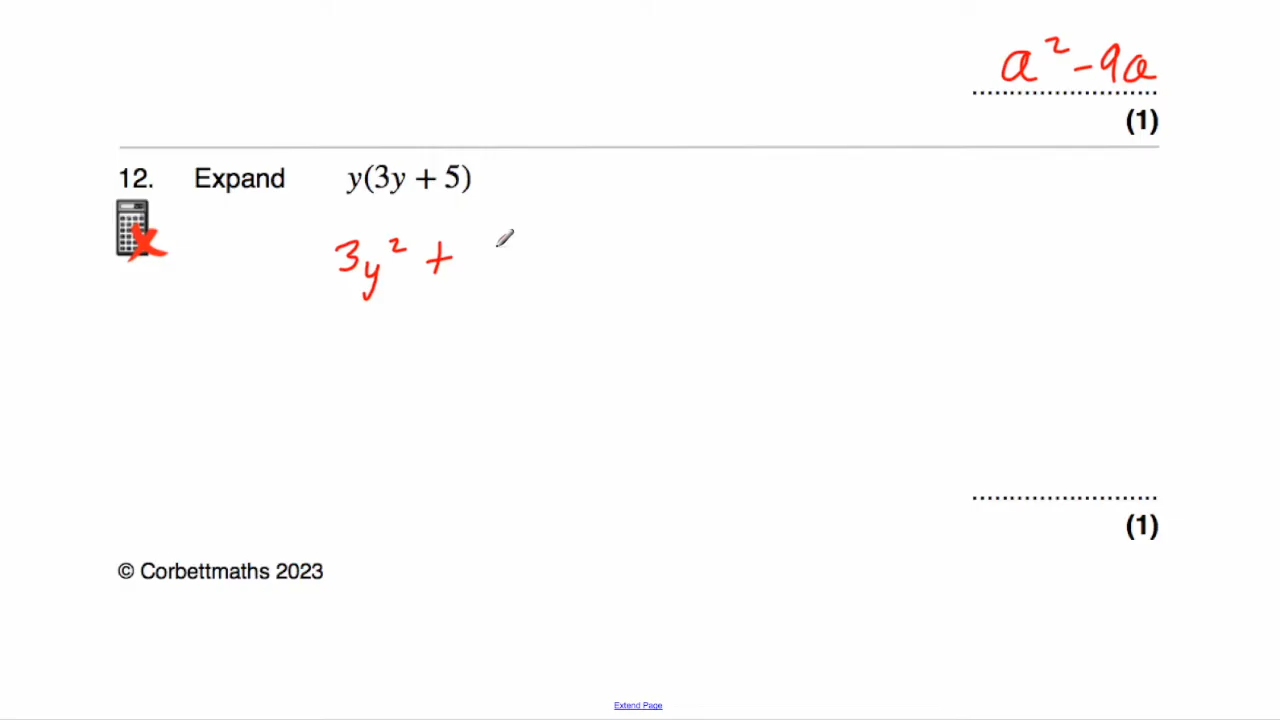 a² - 9a
........................
(1)
12. Expand y(3y + 5)
3y² +
........................
(1)
© Corbettmaths 2023
Extend Page